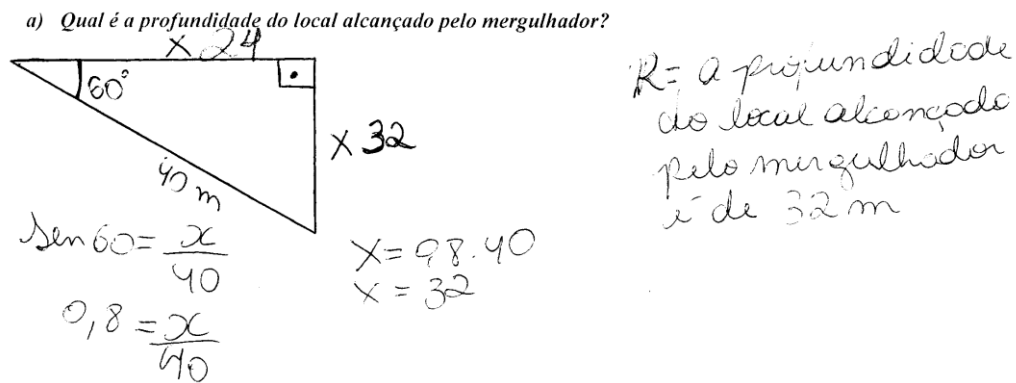 a) Qual é a profundidade do local alcançado pelo mergulhador?
x 24
60°
x 32
40 m
sen 60 = x/40
0,8 = x/40
x = 0,8 . 40
x = 32
R = a profundidade
do local alcançado
pelo mergulhador
é de 32 m